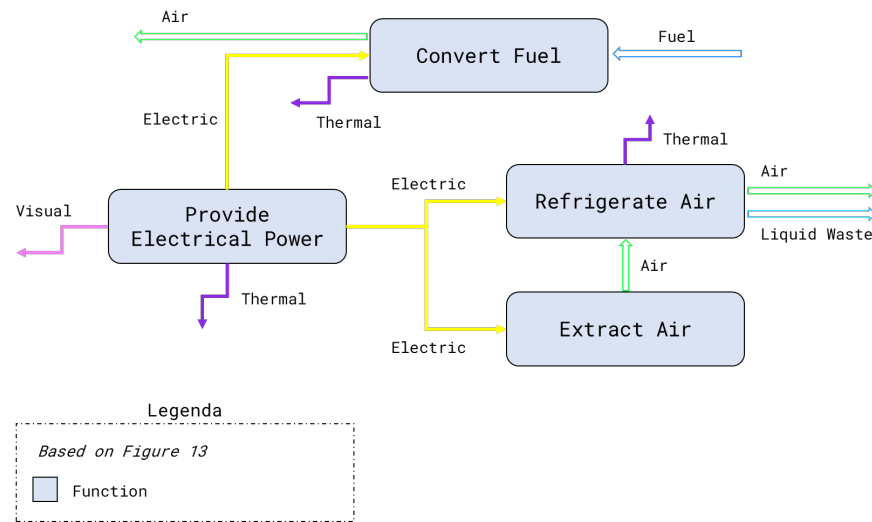 Air
Convert Fuel
Fuel
Electric
Thermal
Thermal
Electric
Air
Visual
Provide
Electrical Power
Refrigerate Air
Liquid Waste
Air
Thermal
Extract Air
Electric
Legenda
Based on Figure 13
Function